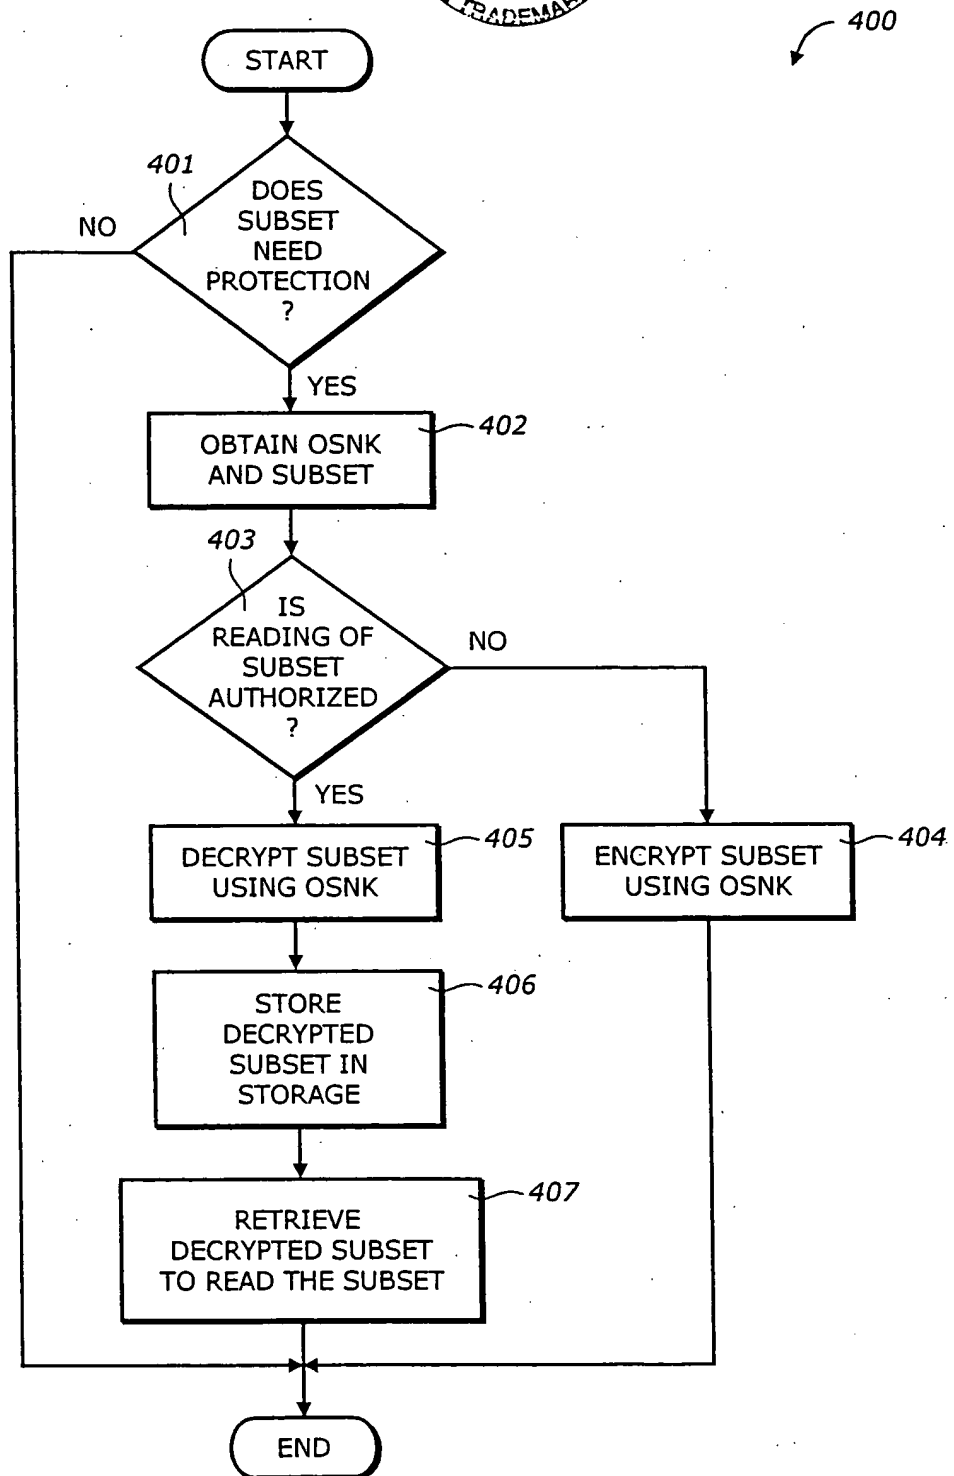 TRADEMAR
400
START
401
DOES
SUBSET
NEED
PROTECTION
?
NO
YES
402
OBTAIN OSNK
AND SUBSET
403
IS
READING OF
SUBSET
AUTHORIZED
?
NO
YES
405
DECRYPT SUBSET
USING OSNK
404
ENCRYPT SUBSET
USING OSNK
406
STORE
DECRYPTED
SUBSET IN
STORAGE
407
RETRIEVE
DECRYPTED SUBSET
TO READ THE SUBSET
END